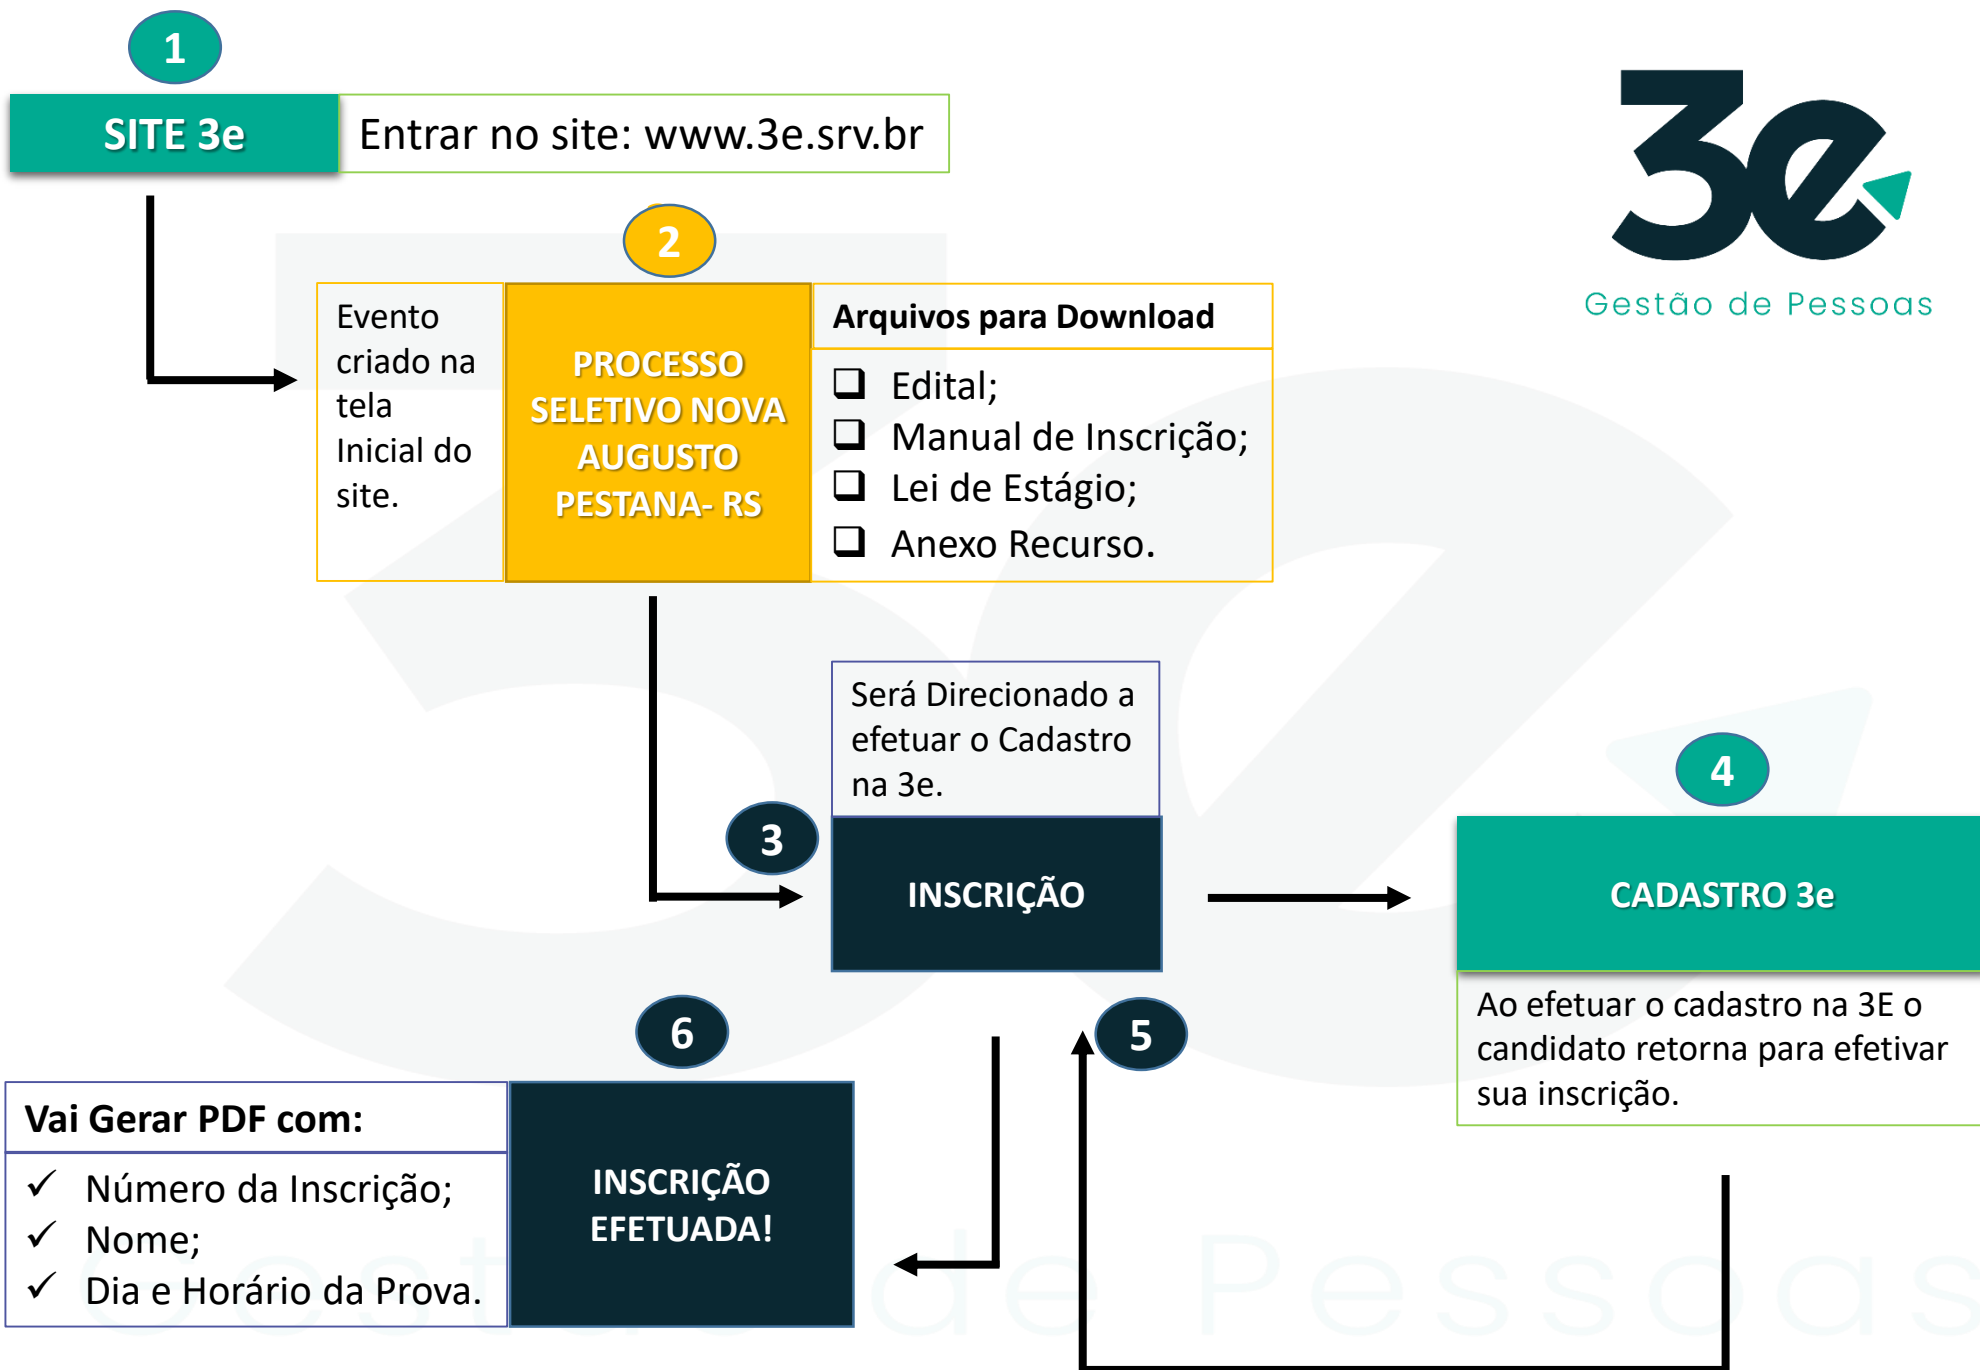 1
SITE 3e
Entrar no site: www.3e.srv.br
3e
Gestão de Pessoas
2
Evento
criado na
tela
Inicial do
site.
PROCESSO
SELETIVO NOVA
AUGUSTO
PESTANA- RS
Arquivos para Download
Edital;
Manual de Inscrição;
Lei de Estágio;
Anexo Recurso.
Será Direcionado a
efetuar o Cadastro
na 3e.
3
INSCRIÇÃO
4
CADASTRO 3e
Ao efetuar o cadastro na 3E o
candidato retorna para efetivar
sua inscrição.
5
6
INSCRIÇÃO
EFETUADA!
Vai Gerar PDF com:
Número da Inscrição;
Nome;
Dia e Horário da Prova.
3e
Gestão de Pessoas